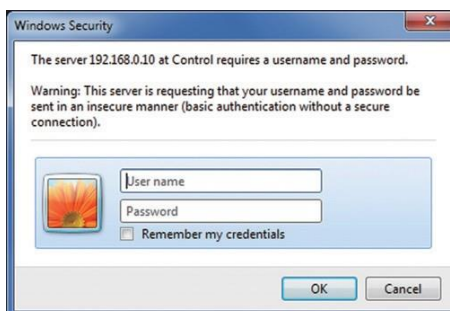 Windows Security
The server 192.168.0.10 at Control requires a username and password.
Warning: This server is requesting that your username and password be
sent in an insecure manner (basic authentication without a secure
connection).
User name
Password
Remember my credentials
OK
Cancel